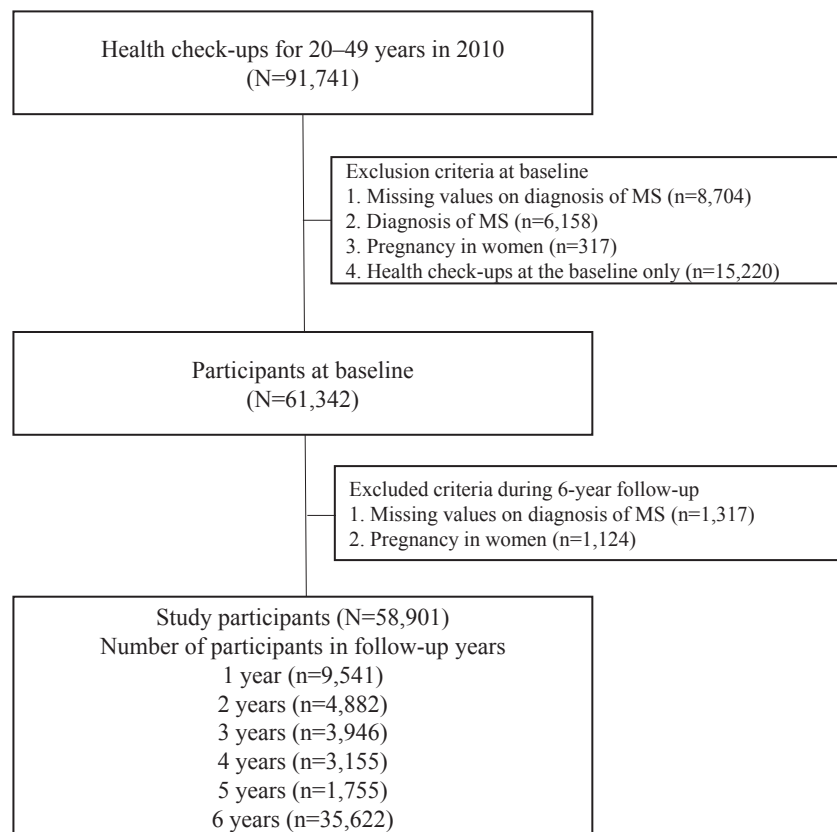 Health check-ups for 20–49 years in 2010
(N=91,741)
Exclusion criteria at baseline
1. Missing values on diagnosis of MS (n=8,704)
2. Diagnosis of MS (n=6,158)
3. Pregnancy in women (n=317)
4. Health check-ups at the baseline only (n=15,220)
Participants at baseline
(N=61,342)
Excluded criteria during 6-year follow-up
1. Missing values on diagnosis of MS (n=1,317)
2. Pregnancy in women (n=1,124)
Study participants (N=58,901)
Number of participants in follow-up years
1 year (n=9,541)
2 years (n=4,882)
3 years (n=3,946)
4 years (n=3,155)
5 years (n=1,755)
6 years (n=35,622)